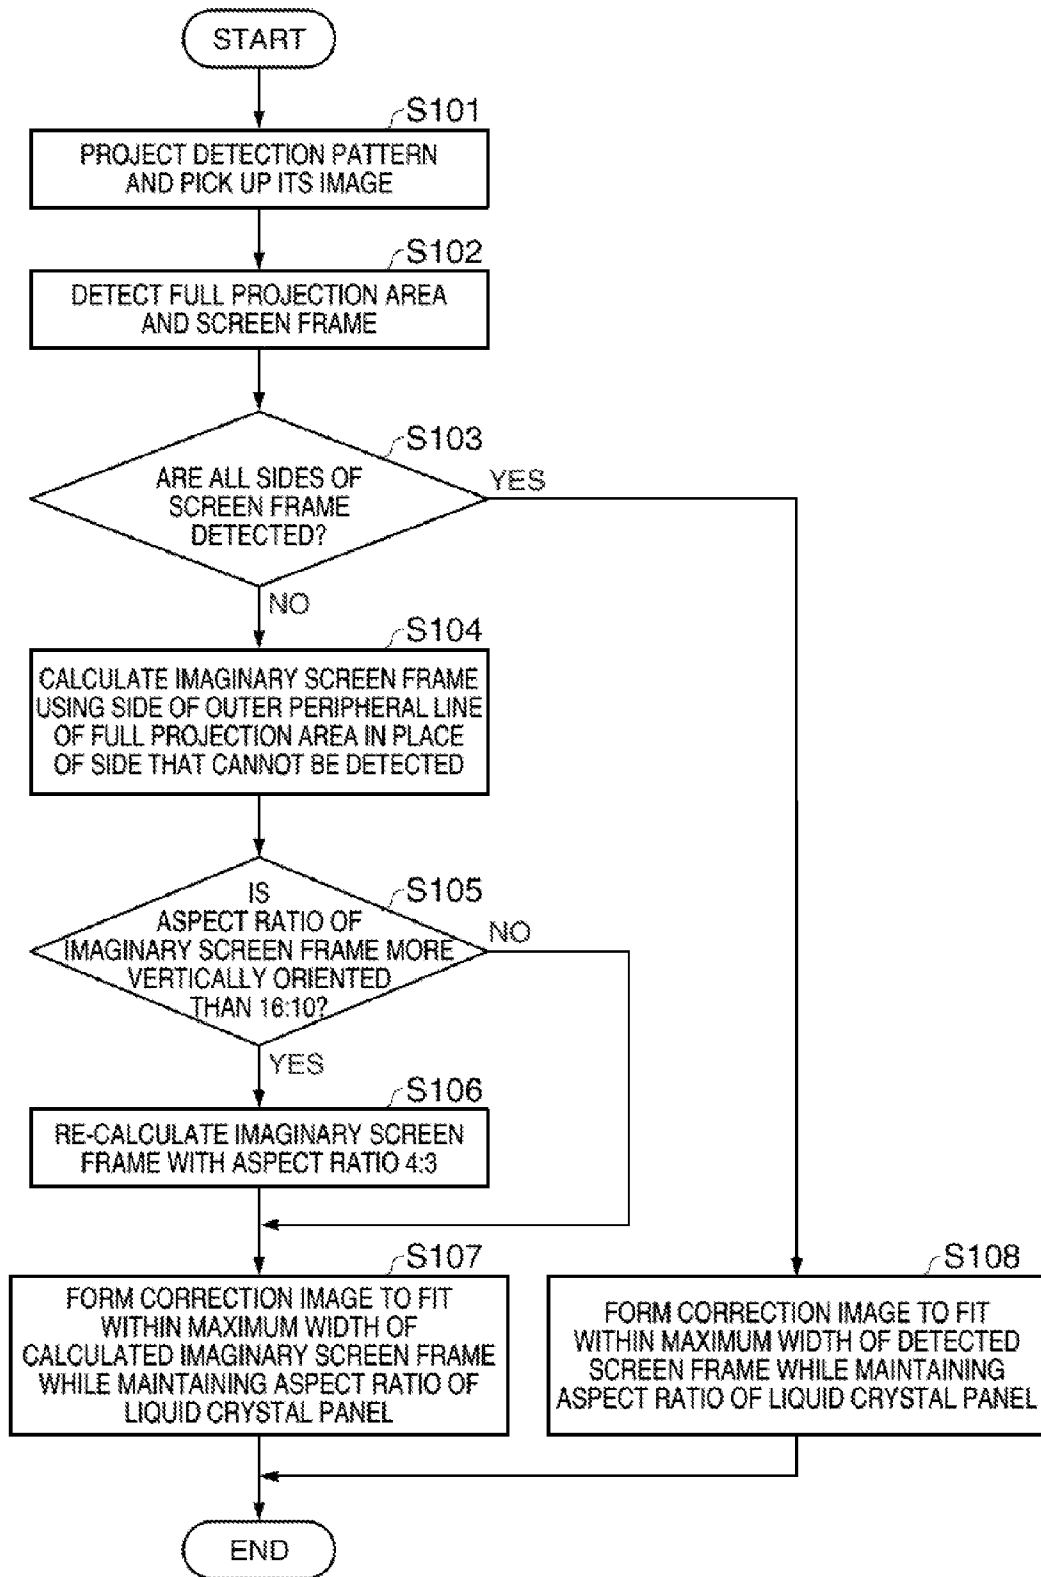 START
S101
PROJECT DETECTION PATTERN
AND PICK UP ITS IMAGE
S102
DETECT FULL PROJECTION AREA
AND SCREEN FRAME
S103
ARE ALL SIDES OF
SCREEN FRAME
DETECTED?
YES
NO
S104
CALCULATE IMAGINARY SCREEN FRAME
USING SIDE OF OUTER PERIPHERAL LINE
OF FULL PROJECTION AREA IN PLACE
OF SIDE THAT CANNOT BE DETECTED
S105
IS
ASPECT RATIO OF
IMAGINARY SCREEN FRAME MORE
VERTICALLY ORIENTED
THAN 16:10?
NO
YES
S106
RE-CALCULATE IMAGINARY SCREEN
FRAME WITH ASPECT RATIO 4:3
S107
FORM CORRECTION IMAGE TO FIT
WITHIN MAXIMUM WIDTH OF
CALCULATED IMAGINARY SCREEN FRAME
WHILE MAINTAINING ASPECT RATIO OF
LIQUID CRYSTAL PANEL
S108
FORM CORRECTION IMAGE TO FIT
WITHIN MAXIMUM WIDTH OF DETECTED
SCREEN FRAME WHILE MAINTAINING
ASPECT RATIO OF LIQUID CRYSTAL PANEL
END